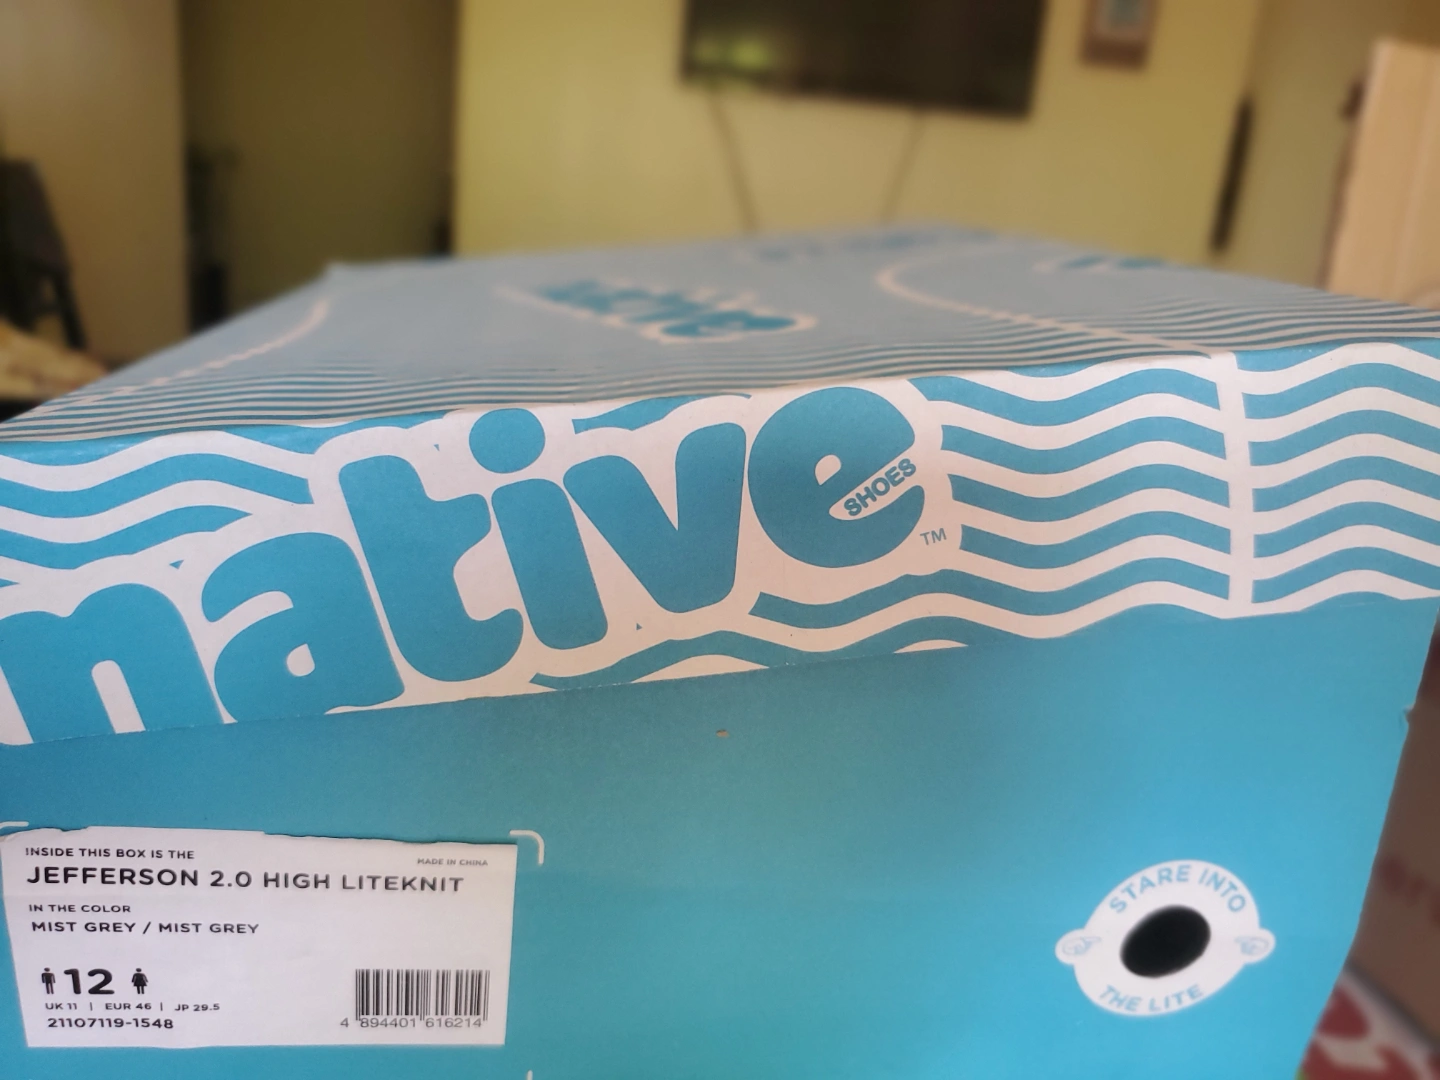 native
SHOES
TM
INSIDE THIS BOX IS THE
MADE IN CHINA
JEFFERSON 2.0 HIGH LITEKNIT
IN THE COLOR
MIST GREY / MIST GREY
12
UK 11 | EUR 46 | JP 29.5
21107119-1548
4 894401 616214
STARE INTO
THE LITE